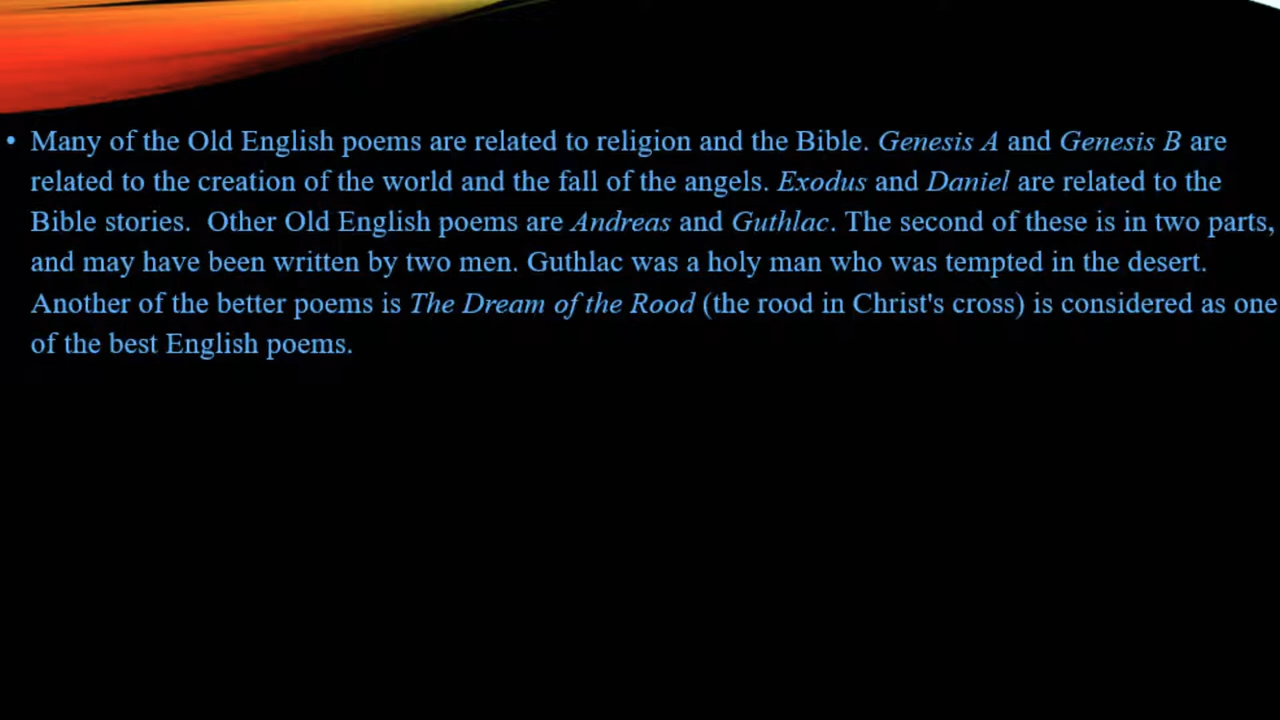 • Many of the Old English poems are related to religion and the Bible. Genesis A and Genesis B are
related to the creation of the world and the fall of the angels. Exodus and Daniel are related to the
Bible stories.  Other Old English poems are Andreas and Guthlac. The second of these is in two parts,
and may have been written by two men. Guthlac was a holy man who was tempted in the desert.
Another of the better poems is The Dream of the Rood (the rood in Christ's cross) is considered as one
of the best English poems.